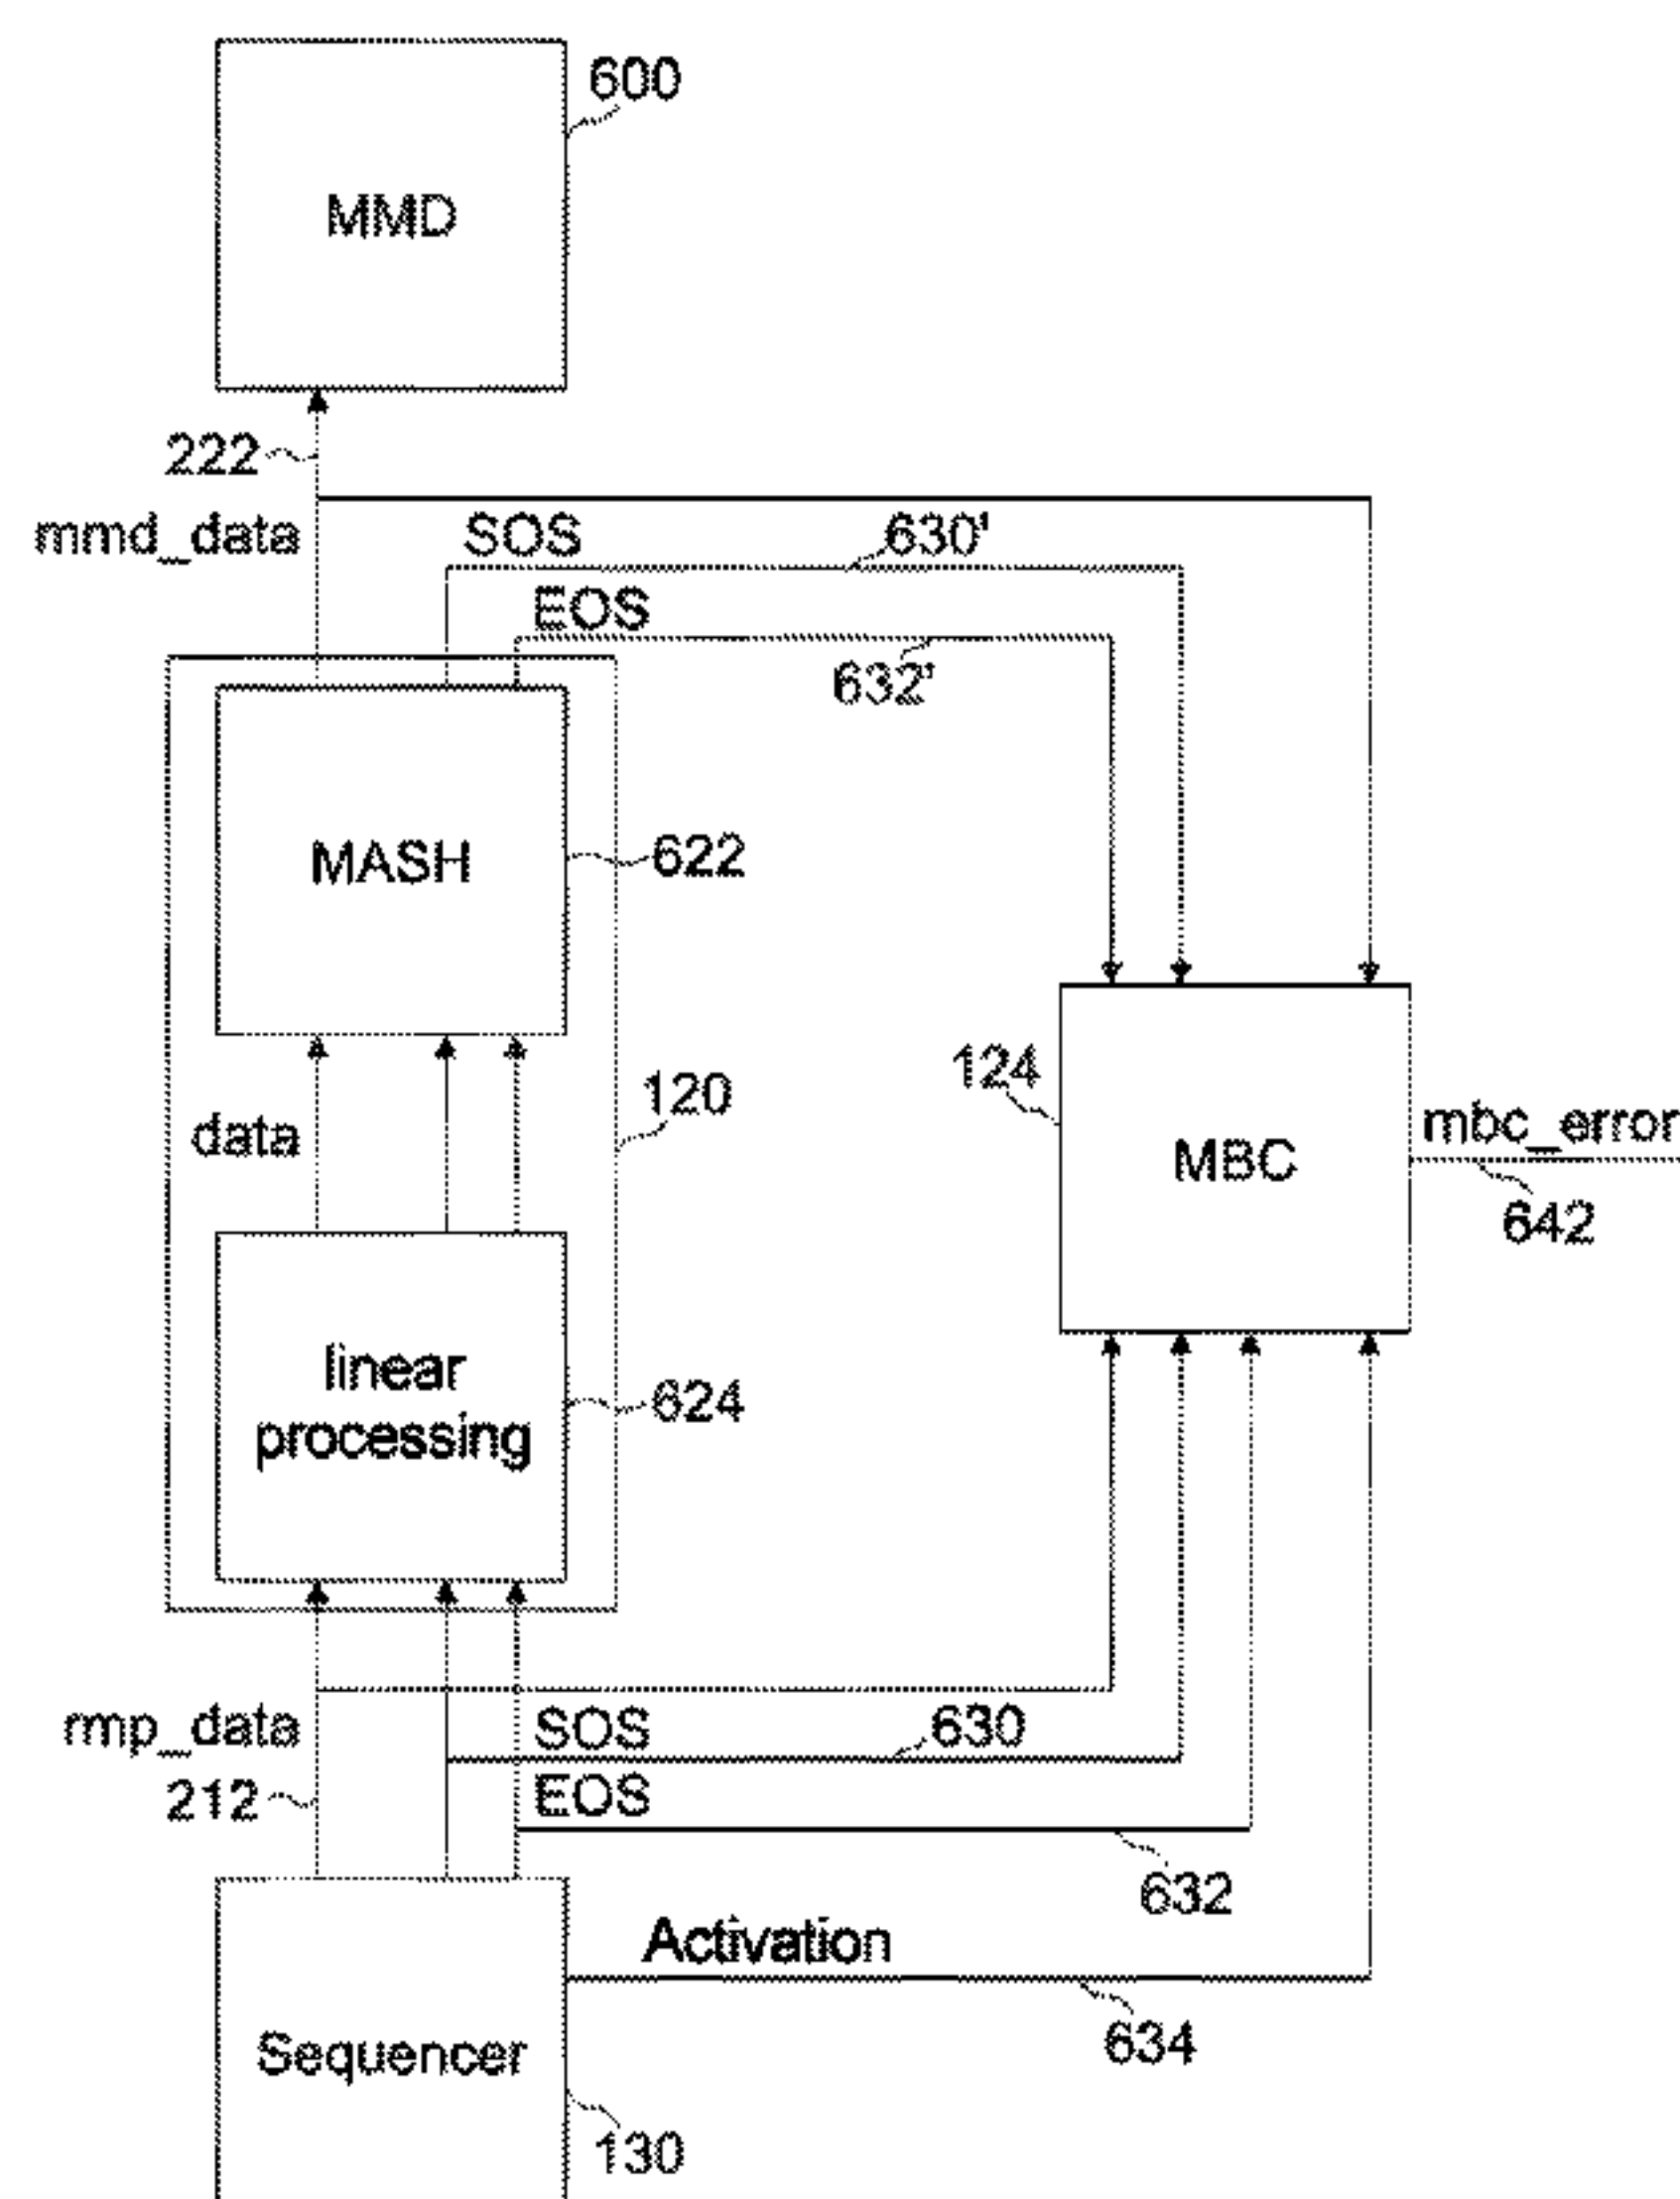 600
MMD
222
mmd_data
SOS
630'
EOS
632'
MASH
622
120
124
data
mbc_error
MBC
642
linear
processing
624
rmp_data
SOS
630
212
EOS
632
Activation
634
Sequencer
130